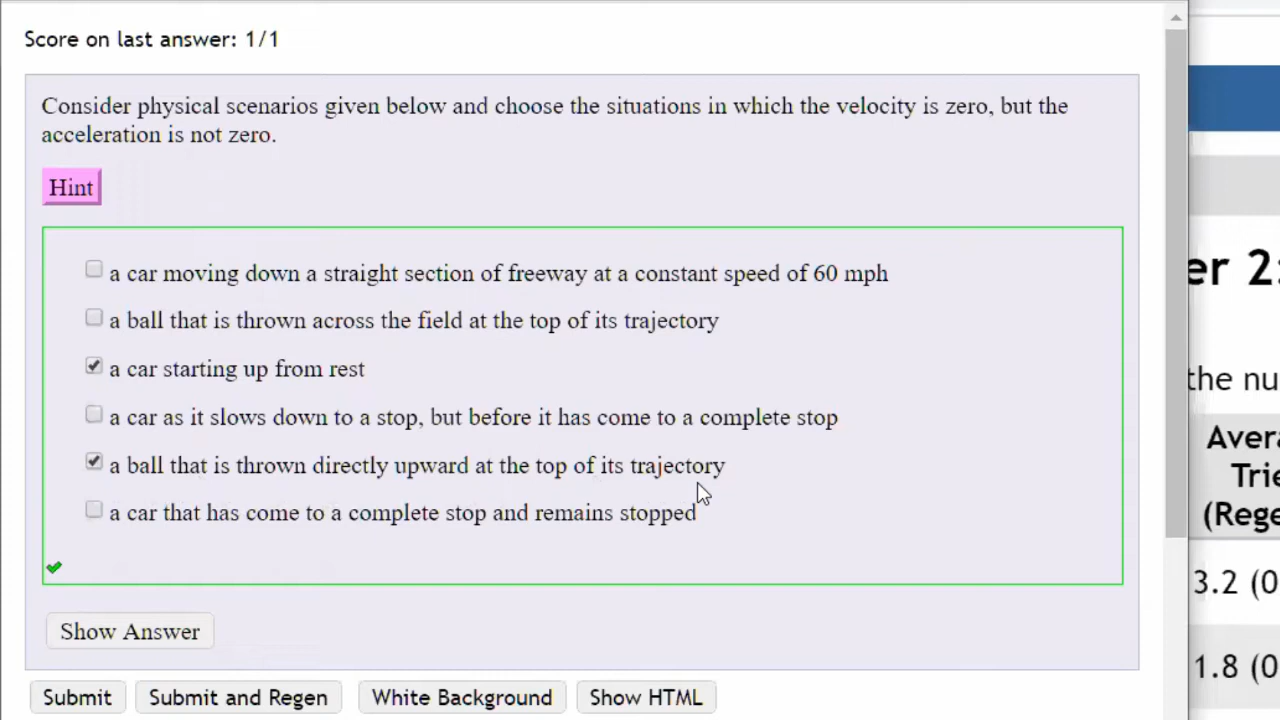 Score on last answer: 1/1
Consider physical scenarios given below and choose the situations in which the velocity is zero, but the
acceleration is not zero.
Hint
a car moving down a straight section of freeway at a constant speed of 60 mph
a ball that is thrown across the field at the top of its trajectory
a car starting up from rest
a car as it slows down to a stop, but before it has come to a complete stop
a ball that is thrown directly upward at the top of its trajectory
a car that has come to a complete stop and remains stopped
Show Answer
Submit
Submit and Regen
White Background
Show HTML
er 2:
the nu
Avera
Trie
(Rege
3.2 (0
1.8 (0